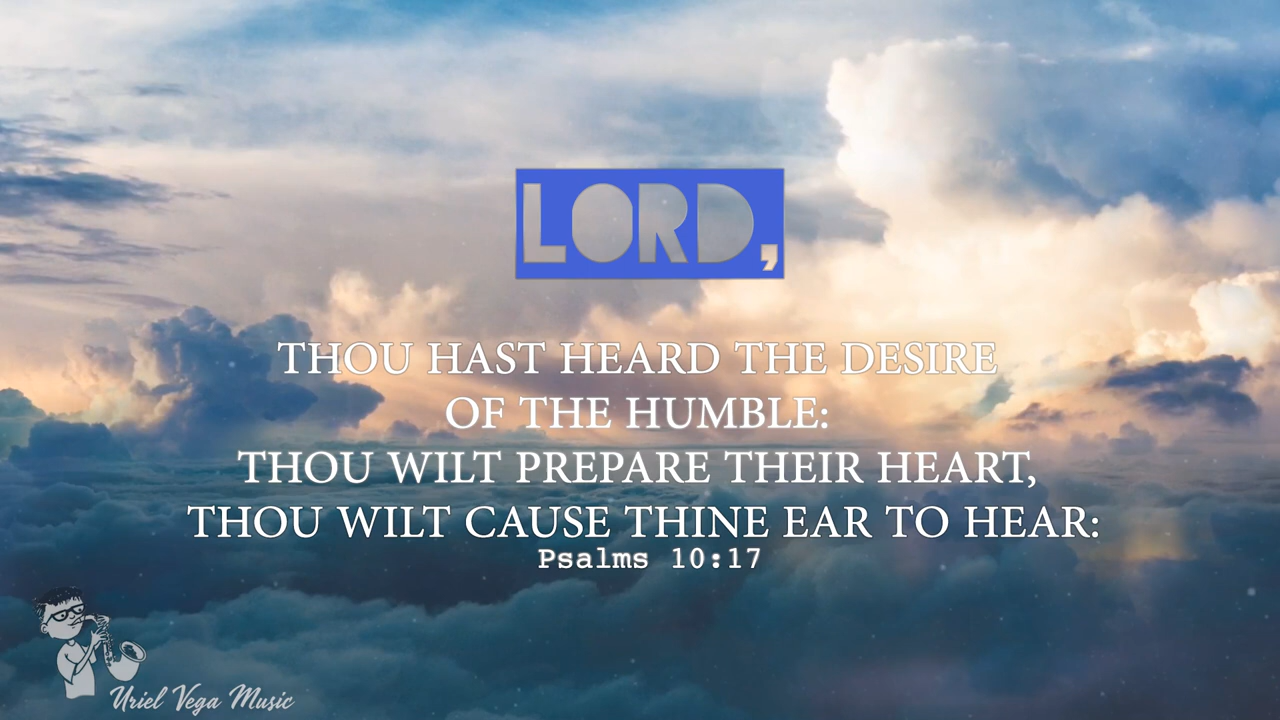 LORD,
THOU HAST HEARD THE DESIRE
OF THE HUMBLE:
THOU WILT PREPARE THEIR HEART,
THOU WILT CAUSE THINE EAR TO HEAR:
Psalms 10:17
Uriel Vega Music